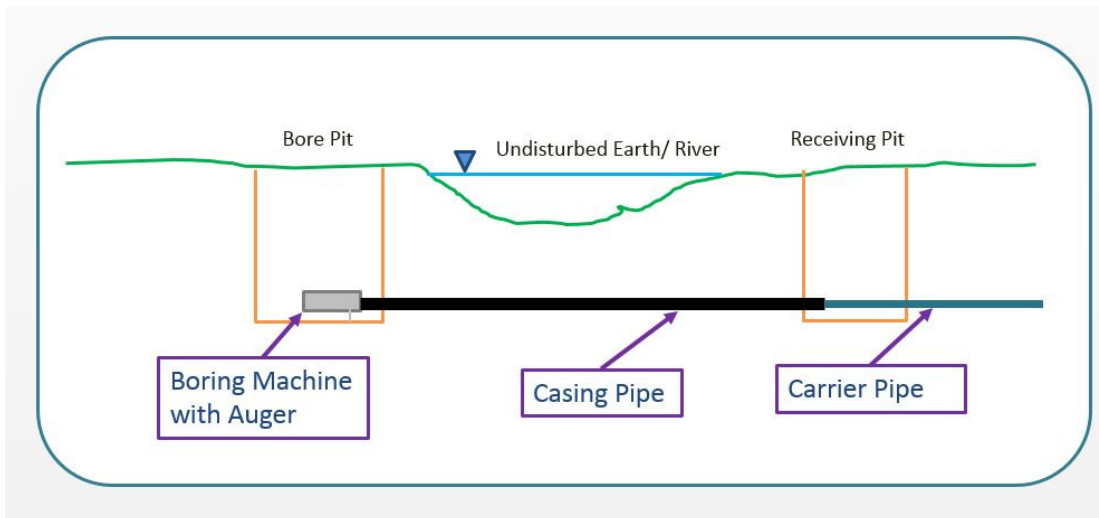 Bore Pit
Undisturbed Earth/ River
Receiving Pit
Boring Machine
with Auger
Casing Pipe
Carrier Pipe